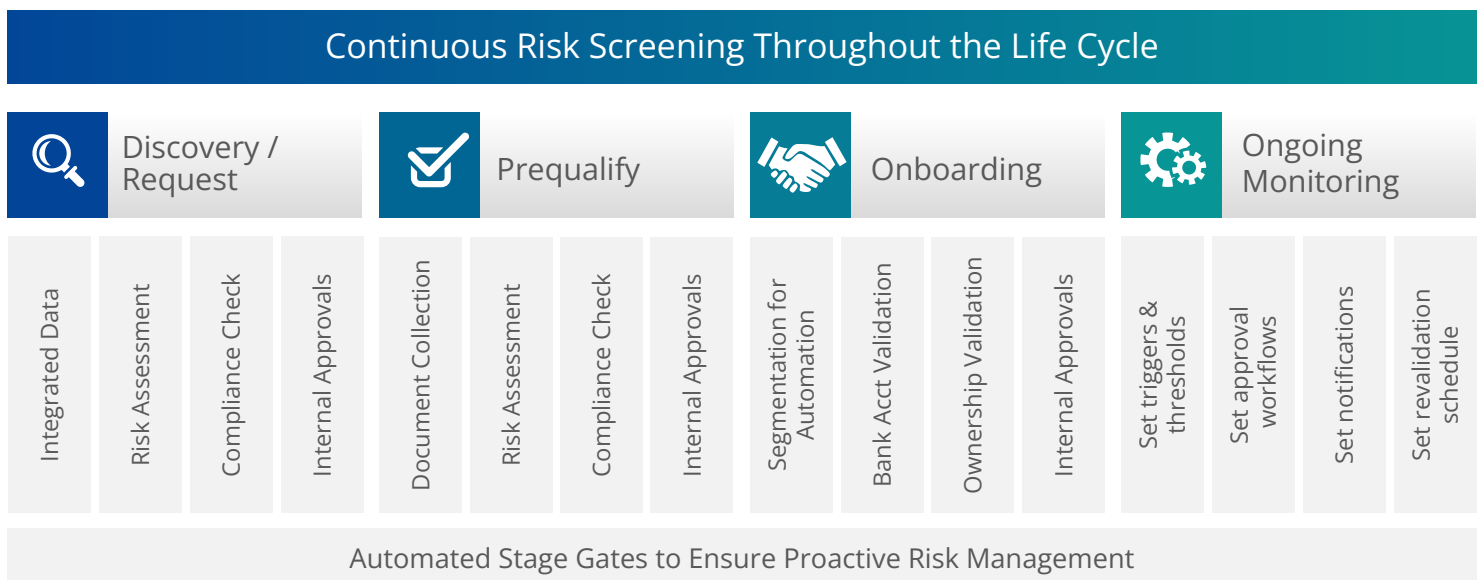 Continuous Risk Screening Throughout the Life Cycle
Discovery /
Request
Prequalify
Onboarding
Ongoing
Monitoring
Integrated Data
Risk Assessment
Compliance Check
Internal Approvals
Document Collection
Risk Assessment
Compliance Check
Internal Approvals
Segmentation for
Automation
Bank Acct Validation
Ownership Validation
Internal Approvals
Set triggers &
thresholds
Set approval
workflows
Set notifications
Set revalidation
schedule
Automated Stage Gates to Ensure Proactive Risk Management